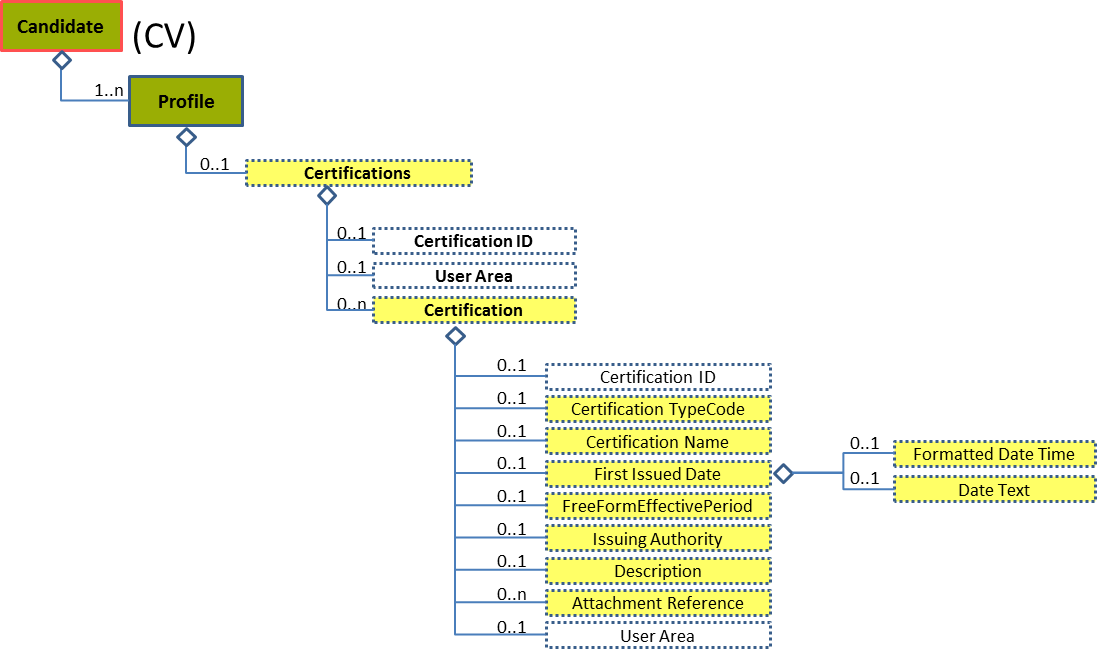 Candidate
(CV)
1..n
Profile
0..1
Certifications
0..1
Certification ID
0..1
User Area
0..n
Certification
0..1
Certification ID
0..1
Certification TypeCode
0..1
Certification Name
0..1
First Issued Date
0..1
Formatted Date Time
0..1
Date Text
0..1
FreeFormEffectivePeriod
0..1
Issuing Authority
0..1
Description
0..n
Attachment Reference
0..1
User Area